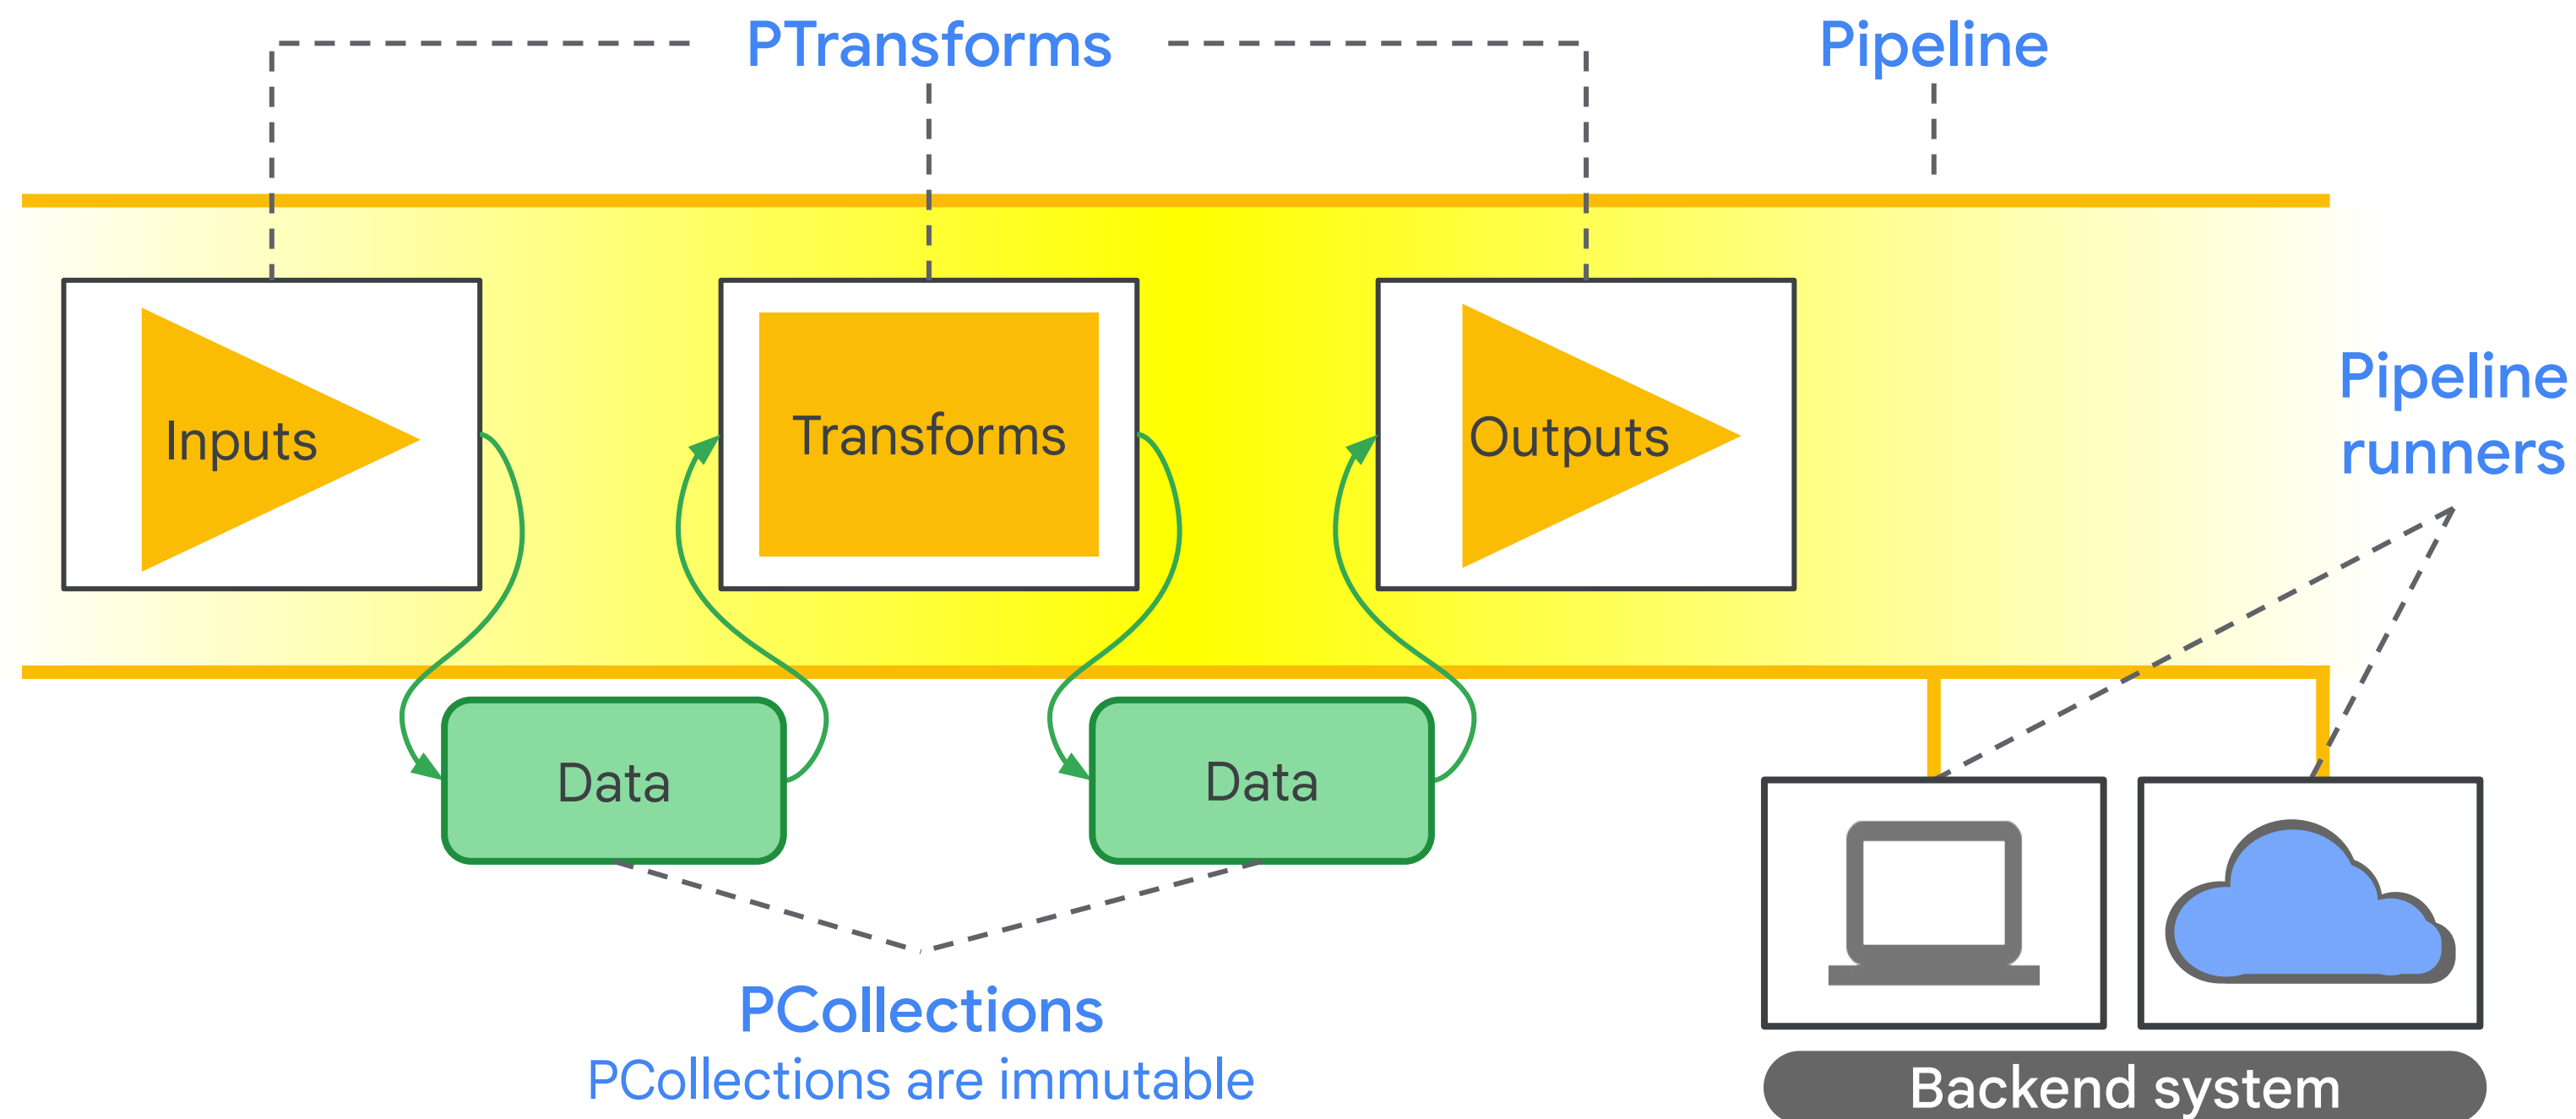 PTransforms
Pipeline
Inputs
Transforms
Outputs
Pipeline
runners
Data
Data
PCollections
PCollections are immutable
Backend system